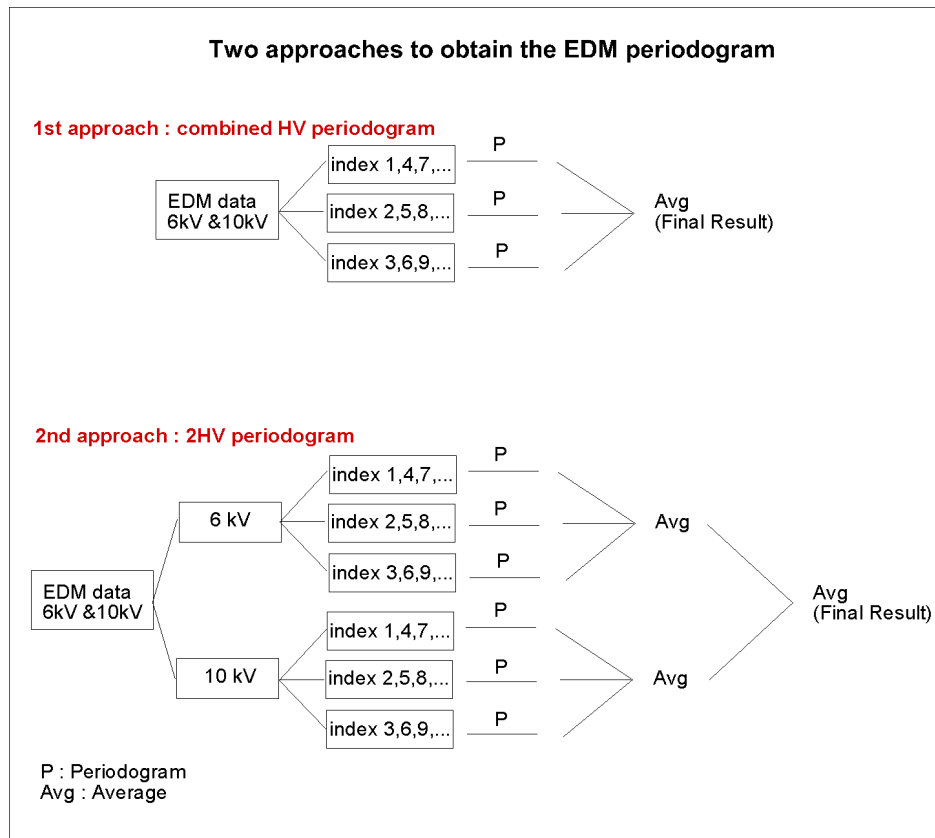 Two approaches to obtain the EDM periodogram
1st approach : combined HV periodogram
EDM data
6kV &10kV
index 1,4,7,...
index 2,5,8,...
index 3,6,9,...
P
P
P
Avg
(Final Result)
2nd approach : 2HV periodogram
EDM data
6kV &10kV
6 kV
index 1,4,7,...
index 2,5,8,...
index 3,6,9,...
P
P
P
Avg
10 kV
index 1,4,7,...
index 2,5,8,...
index 3,6,9,...
P
P
P
Avg
Avg
(Final Result)
P : Periodogram
Avg : Average